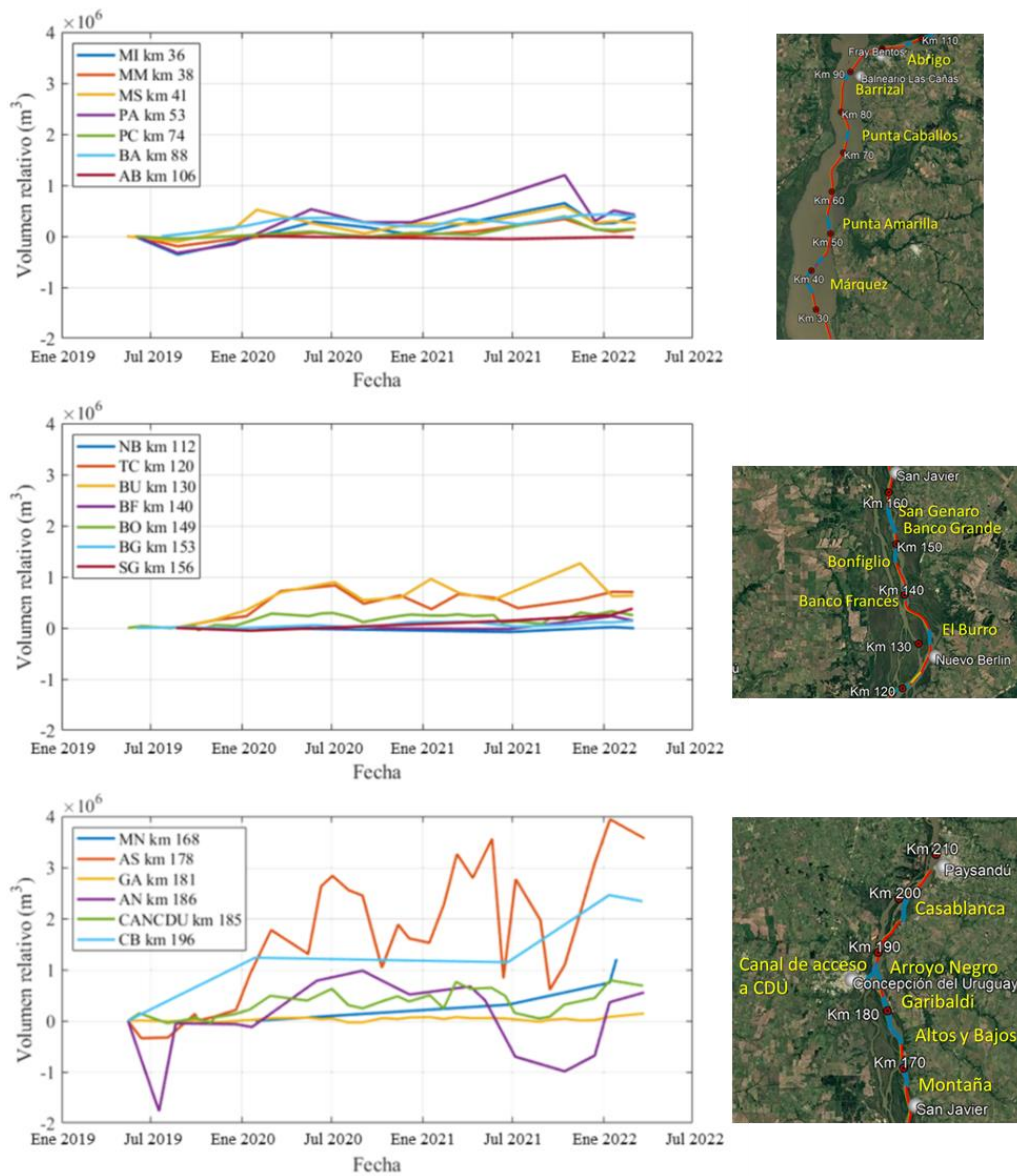 ×10⁶
4
3
2
1
0
-1
-2
Volumen relativo (m³)
MI km 36
MM km 38
MS km 41
PA km 53
PC km 74
BA km 88
AB km 106
Ene 2019 Jul 2019 Ene 2020 Jul 2020 Ene 2021 Jul 2021 Ene 2022 Jul 2022
Fecha
Km 110
Fray Bentos
Abrigo
Km 90
Balneario Las Cañas
Barrizal
Km 80
Punta Caballos
Km 70
Km 60
Punta Amarilla
Km 50
Km 40
Márquez
Km 30
×10⁶
4
3
2
1
0
-1
-2
Volumen relativo (m³)
NB km 112
TC km 120
BU km 130
BF km 140
BO km 149
BG km 153
SG km 156
Ene 2019 Jul 2019 Ene 2020 Jul 2020 Ene 2021 Jul 2021 Ene 2022 Jul 2022
Fecha
San Javier
Km 160
San Genaro
Banco Grande
Km 150
Bonfiglio
Km 140
Banco Francés
El Burro
Km 130
Nuevo Berlin
Km 120
×10⁶
4
3
2
1
0
-1
-2
Volumen relativo (m³)
MN km 168
AS km 178
GA km 181
AN km 186
CANCDU km 185
CB km 196
Ene 2019 Jul 2019 Ene 2020 Jul 2020 Ene 2021 Jul 2021 Ene 2022 Jul 2022
Fecha
Km 210
Paysandú
Km 200
Casablanca
Km 190
Canal de acceso
a CDU
Arroyo Negro
Concepción del Uruguay
Garibaldi
Km 180
Altos y Bajos
Km 170
Montaña
San Javier